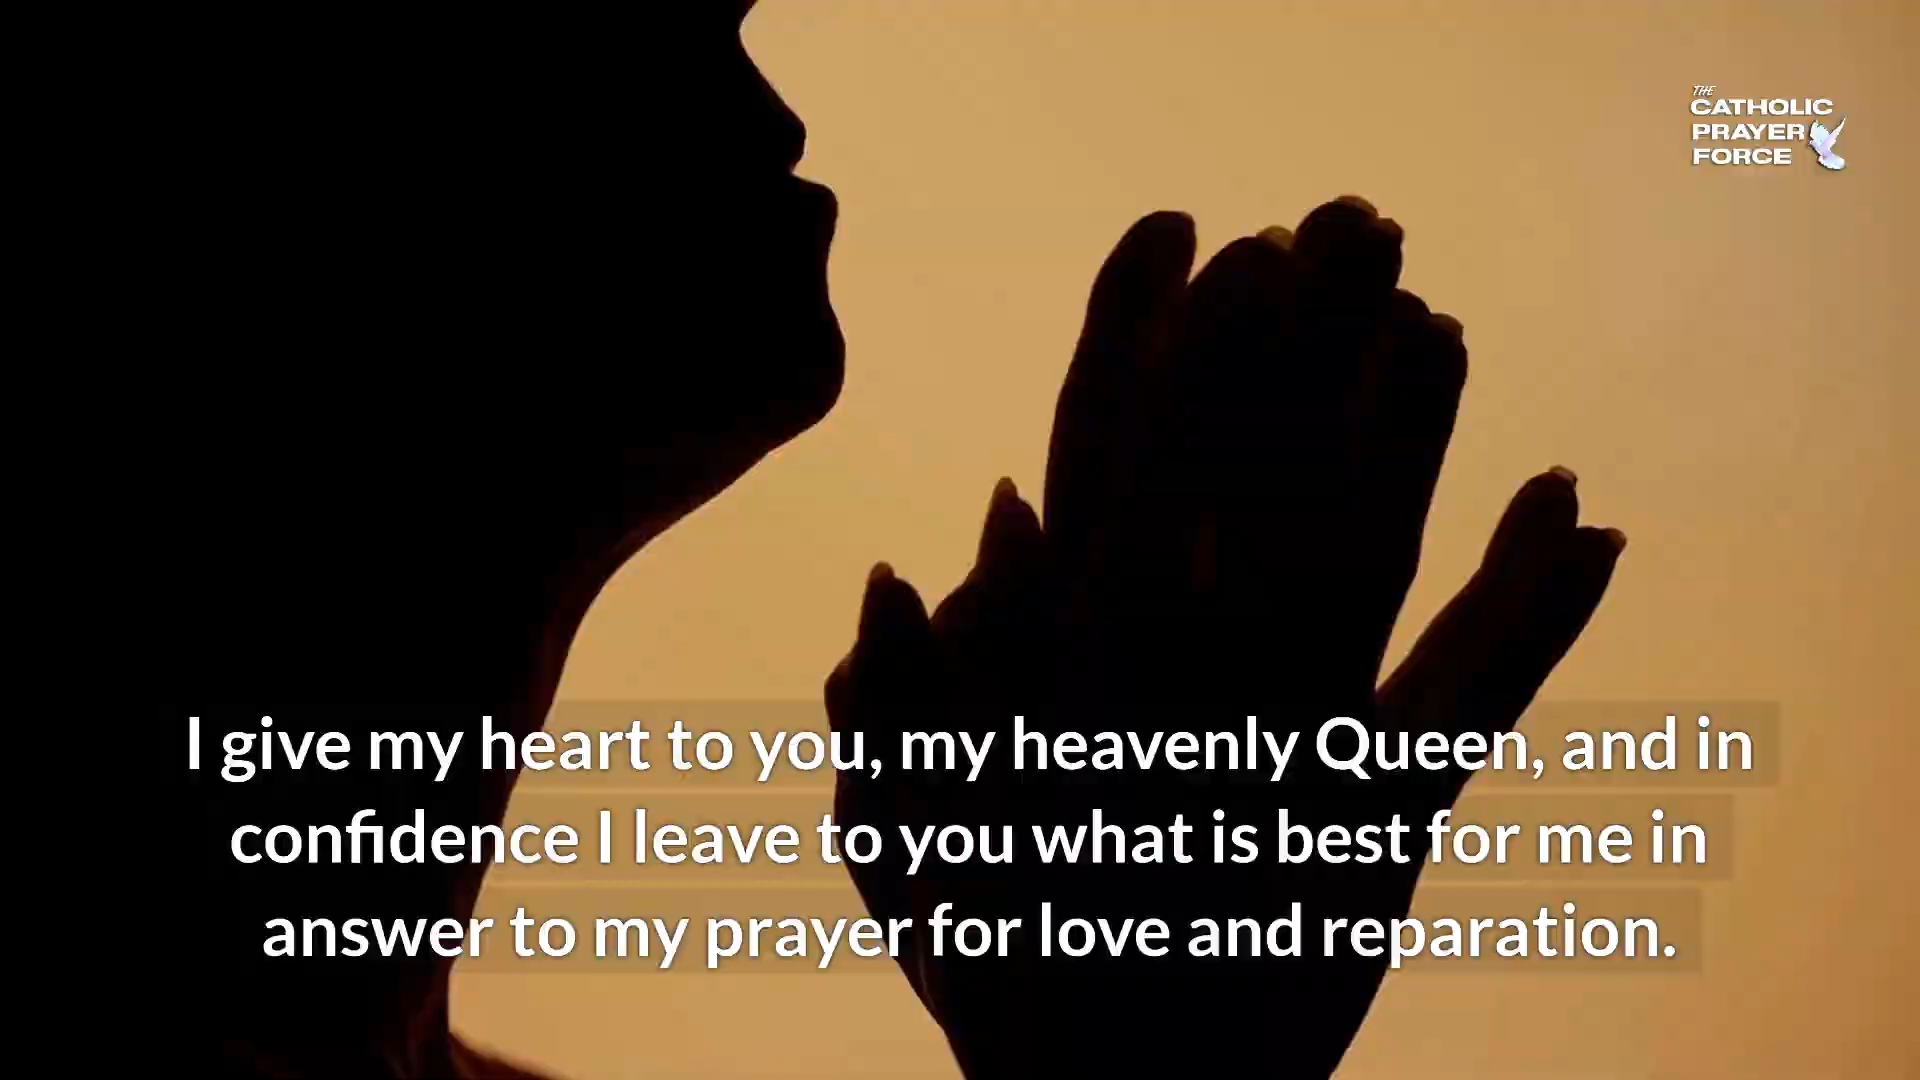 THE
CATHOLIC
PRAYER
FORCE
I give my heart to you, my heavenly Queen, and in
confidence I leave to you what is best for me in
answer to my prayer for love and reparation.